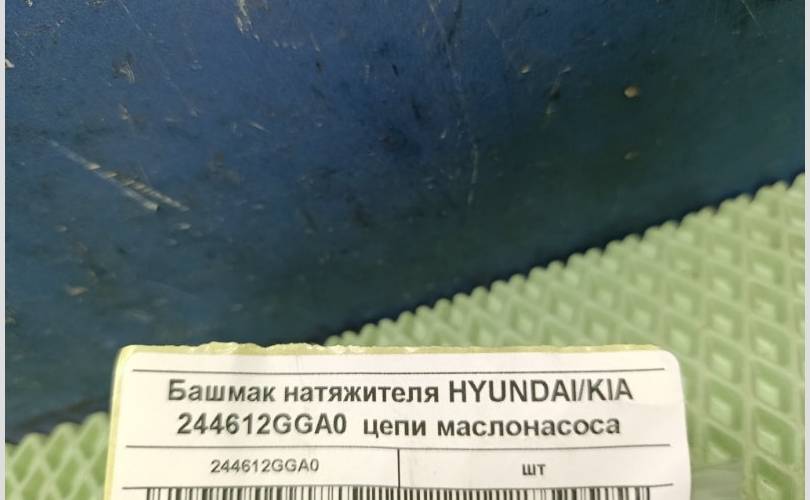 Башмак натяжителя HYUNDAI/KIA
244612GGA0 цепи маслонасоса
244612GGA0 шт